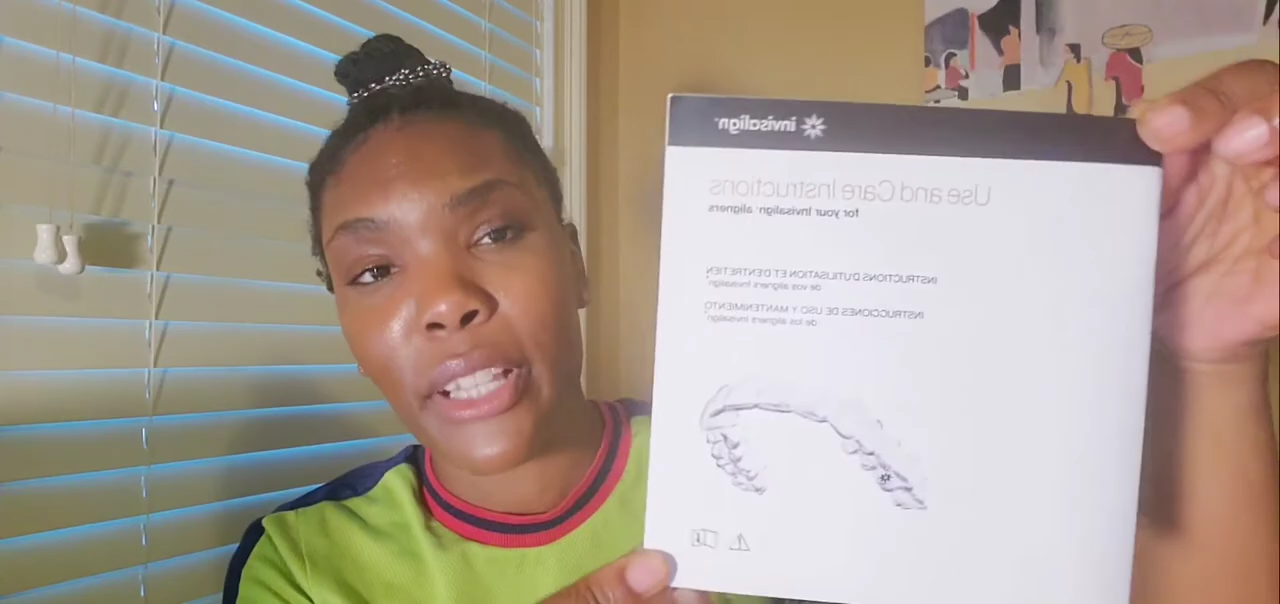 invisalign
Use and Care Instructions
for your Invisalign® aligners
INSTRUCTIONS D'UTILISATION ET D'ENTRETIEN
de vos aligners Invisalign
INSTRUCCIONES DE USO Y MANTENIMIENTO
de los aligners Invisalign